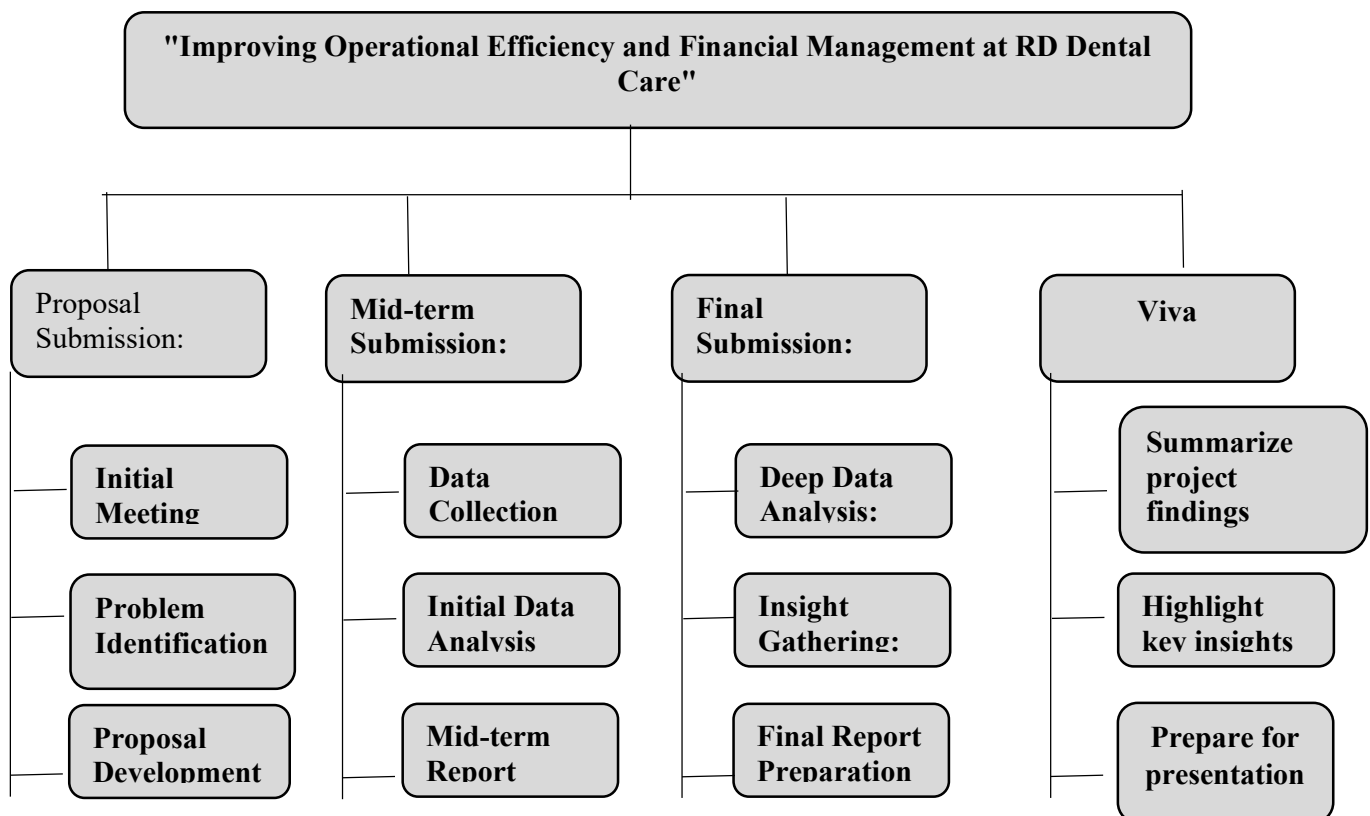 "Improving Operational Efficiency and Financial Management at RD Dental
Care"
Proposal
Submission:
Mid-term
Submission:
Final
Submission:
Viva
Initial
Meeting
Data
Collection
Deep Data
Analysis:
Summarize
project
findings
Problem
Identification
Initial Data
Analysis
Insight
Gathering:
Highlight
key insights
Proposal
Development
Mid-term
Report
Final Report
Preparation
Prepare for
presentation